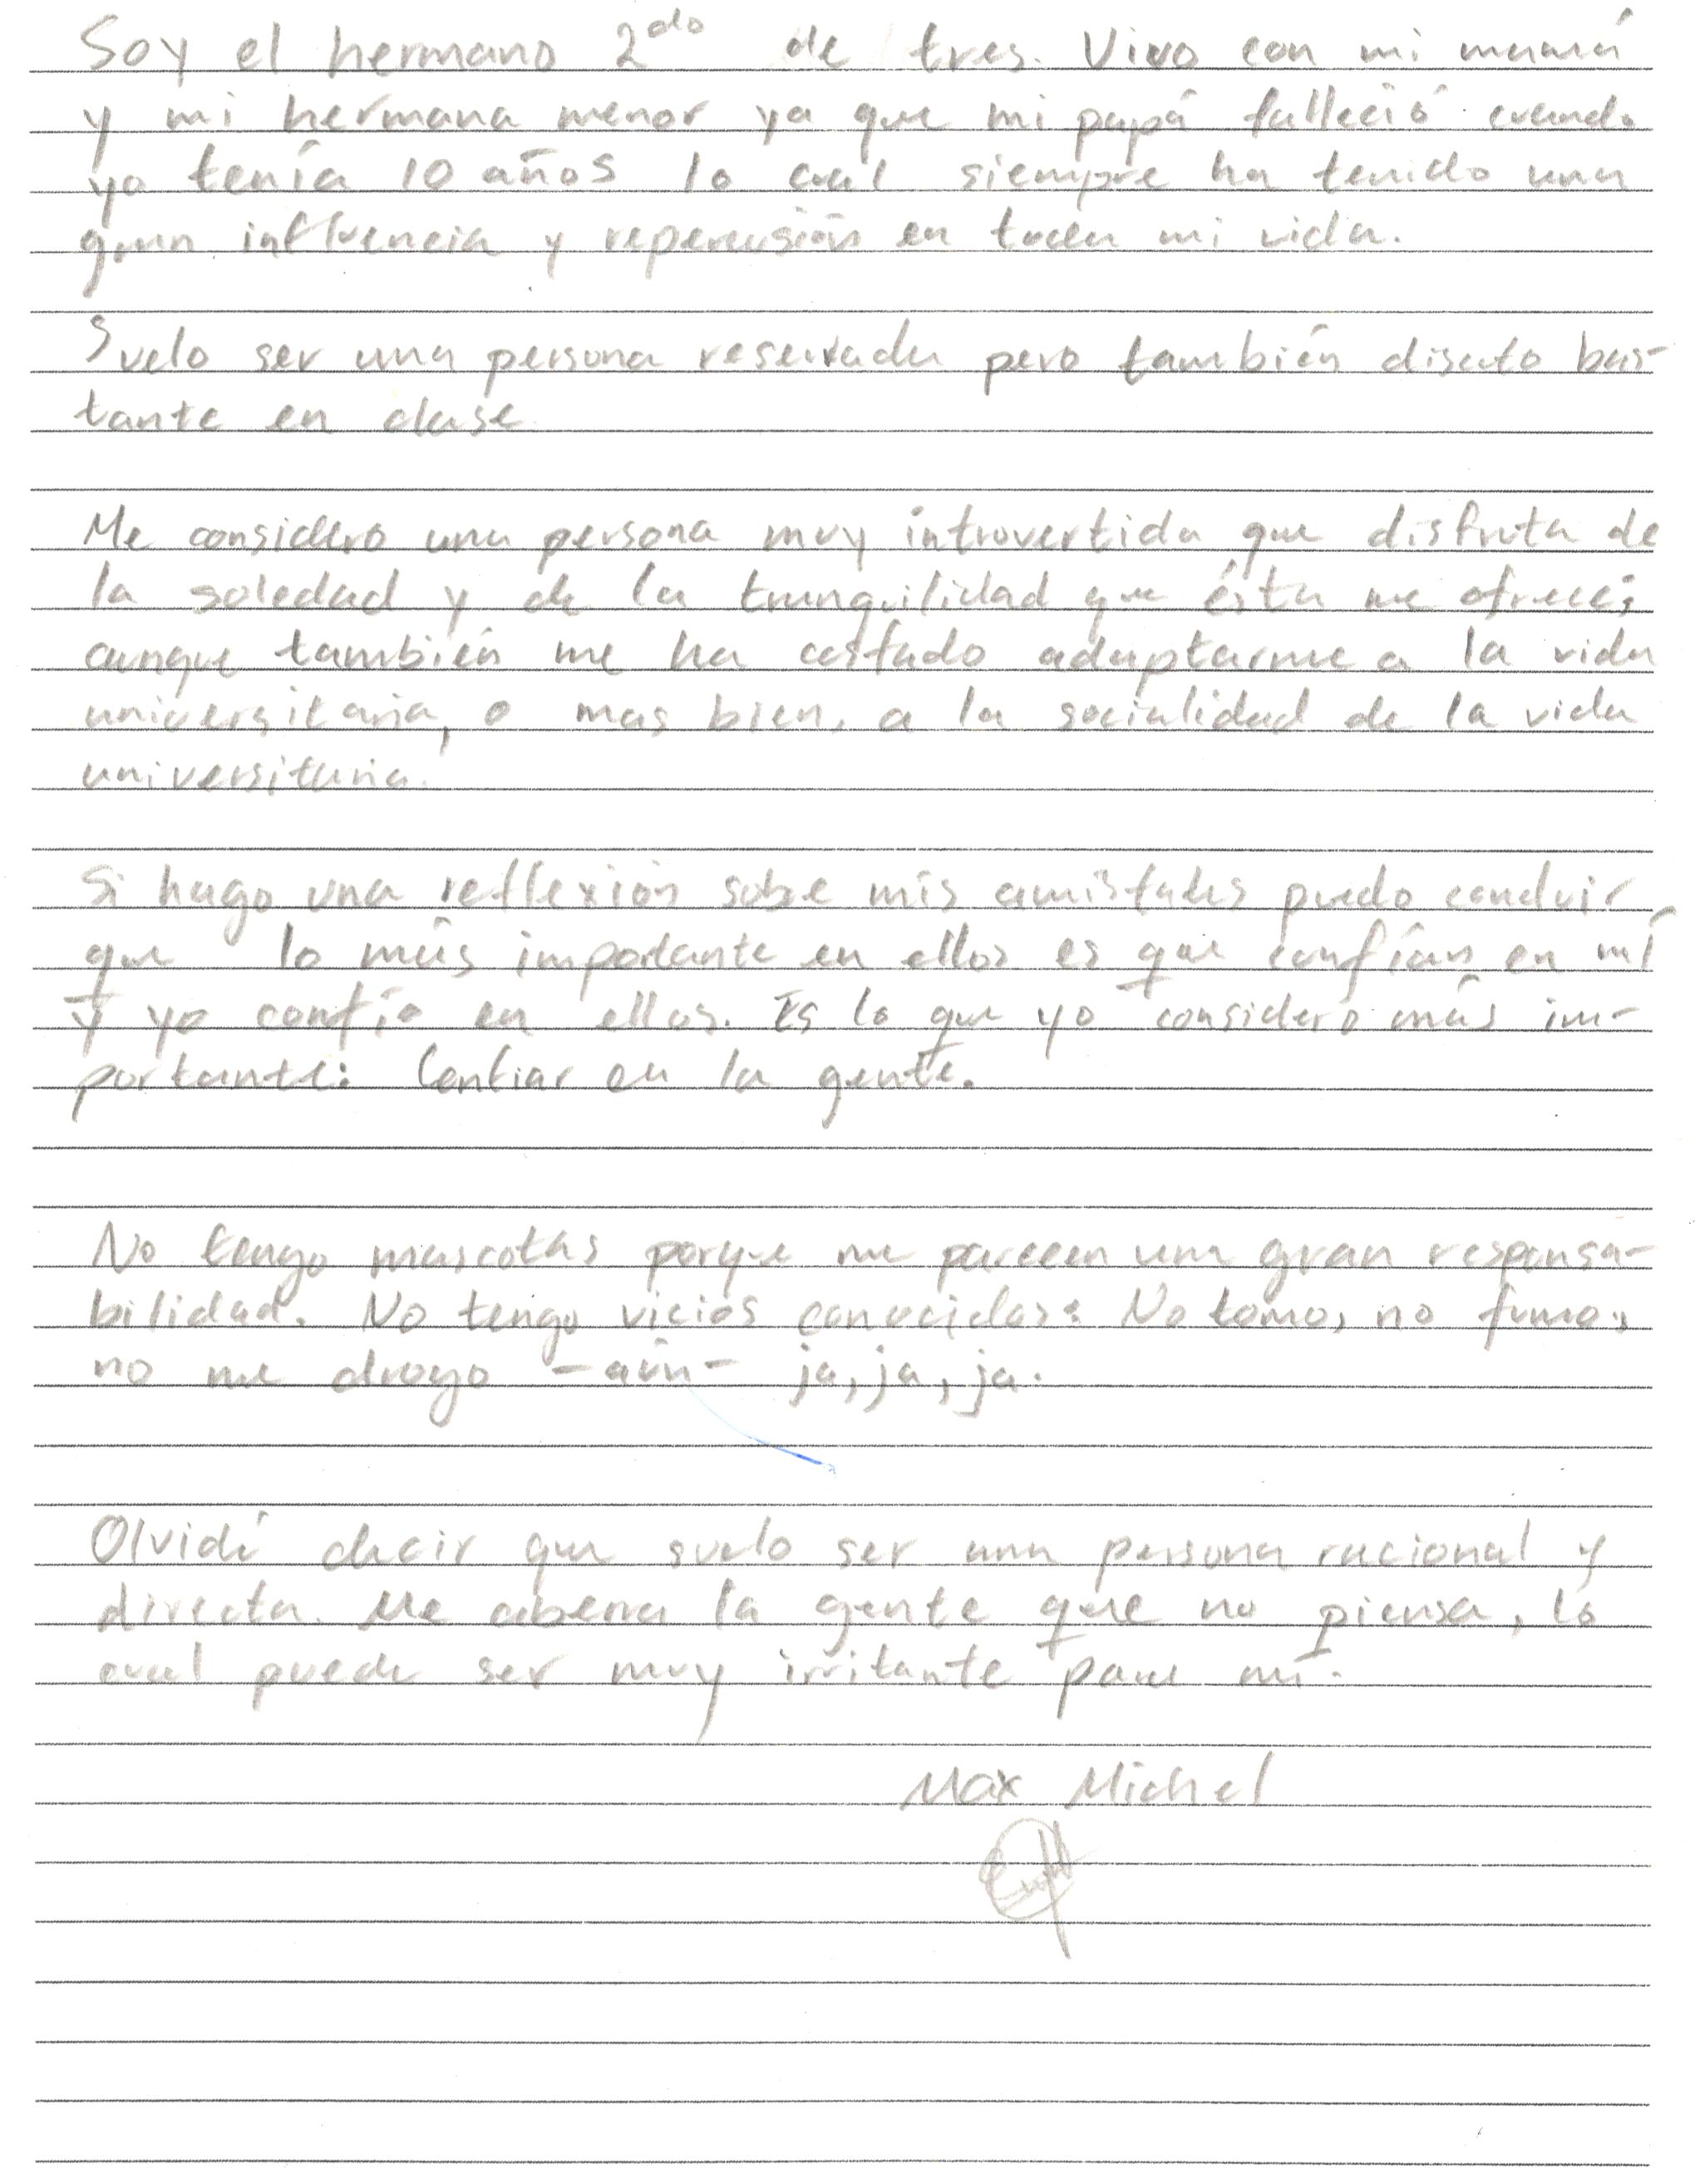 Soy el hermano 2do de tres. Vivo con mi mamá
y mi hermana menor ya que mi papá falleció cuando
yo tenía 10 años lo cual siempre ha tenido una
gran influencia y repercusión en toda mi vida.
Suelo ser una persona reservada pero también discuto bas-
tante en clase.
Me considero una persona muy introvertida que disfruta de
la soledad y de la tranquilidad que ésta me ofrece;
aunque también me ha costado adaptarme a la vida
universitaria, o mas bien, a la socialidad de la vida
universitaria.
Si hago una reflexión sobre mis amistades puedo concluir
que lo más importante en ellos es que confían en mí
y yo confío en ellos. Es lo que yo considero más im-
portante: Confiar en la gente.
No tengo mascotas porque me parecen una gran responsa-
bilidad. No tengo vicios conocidos: No tomo, no fumo,
no me drogo -aún- ja, ja, ja.
Olvidé decir que suelo ser una persona racional y
directa. Me aberra la gente que no piensa, lo
cual puede ser muy irritante para mí.
Max Michel